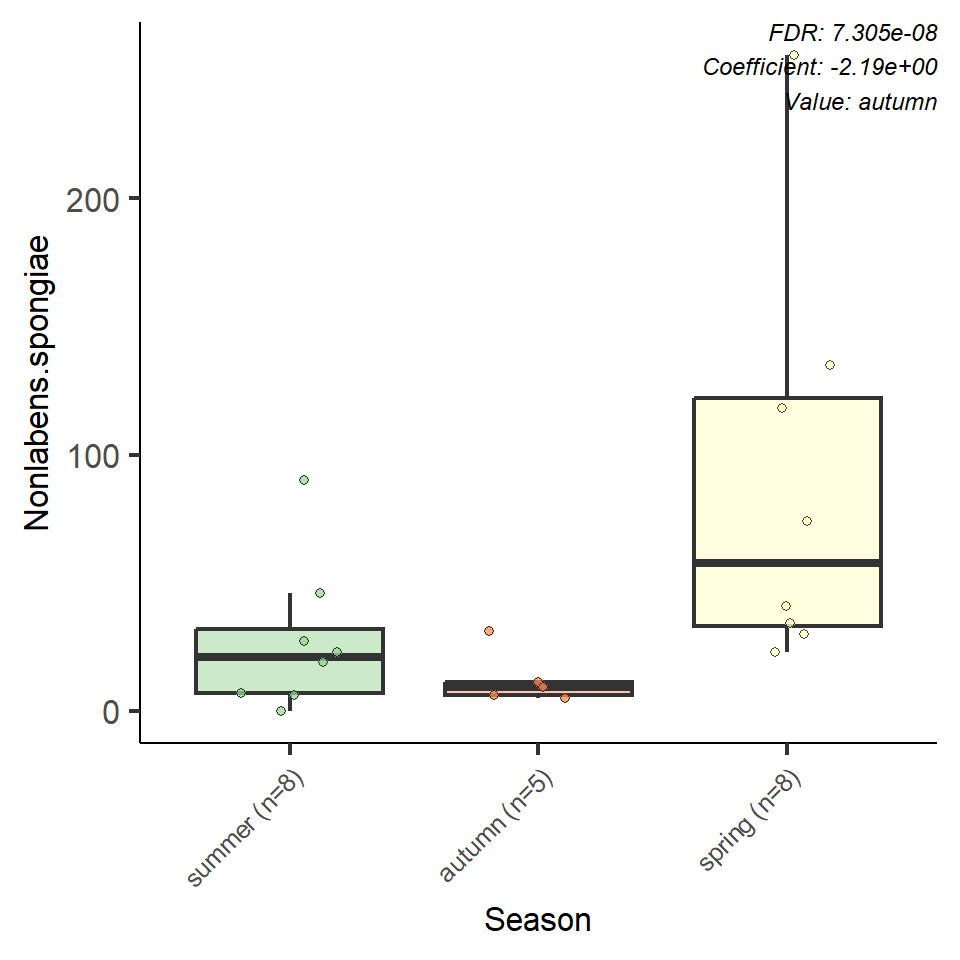 FDR: 7.305e-08
Coefficient: -2.19e+00
Value: autumn
Nonlabens.spongiae
200
100
0
summer (n=8)
autumn (n=5)
spring (n=8)
Season